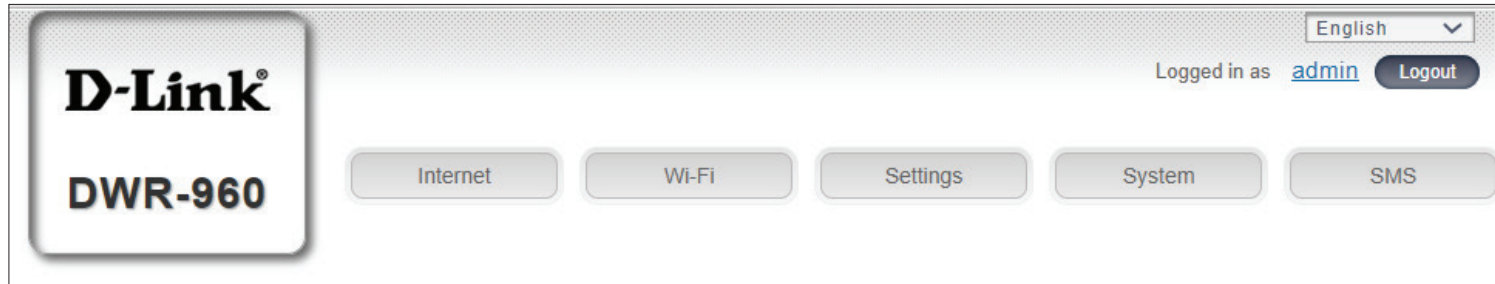 English
Logged in as admin Logout
D-Link®
DWR-960
Internet Wi-Fi Settings System SMS